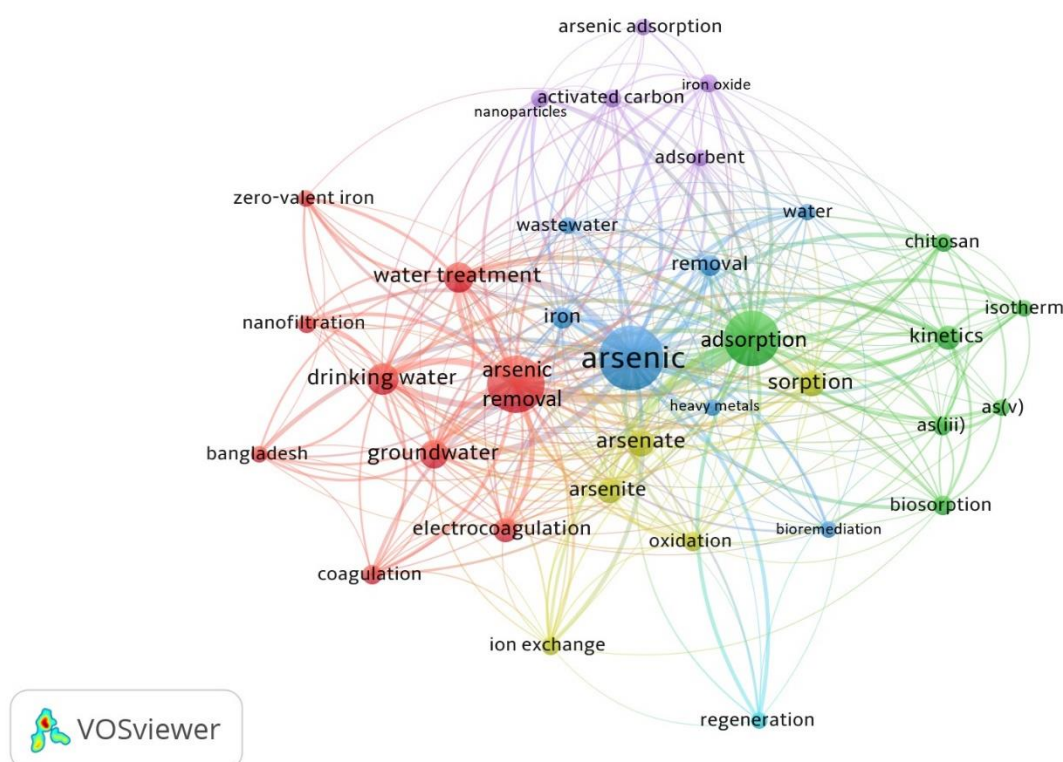 arsenic adsorption
iron oxide
activated carbon
nanoparticles
adsorbent
zero-valent iron
wastewater
water
chitosan
water treatment
removal
isotherm
nanofiltration
iron
kinetics
adsorption
arsenic
drinking water
arsenic
removal
sorption
heavy metals
as(v)
as(iii)
bangladesh
groundwater
arsenate
arsenite
biosorption
electrocoagulation
bioremediation
oxidation
coagulation
ion exchange
regeneration
VOSviewer